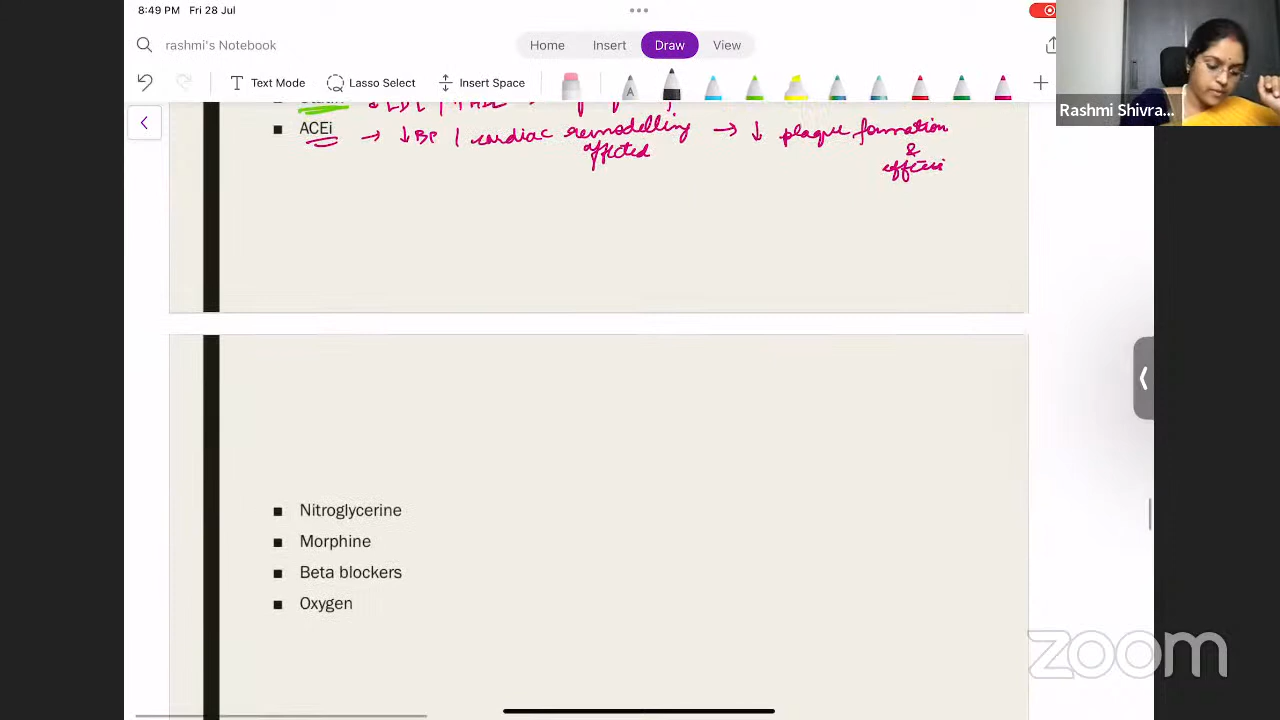 8:49 PM Fri 28 Jul
rashmi's Notebook
Home Insert Draw View
Text Mode Lasso Select Insert Space
A
Rashmi Shivra...
■ ACEi → ↓BP | cardiac remodelling → ↓ plaque formation
affected &
■ Nitroglycerine
■ Morphine
■ Beta blockers
■ Oxygen
zoom